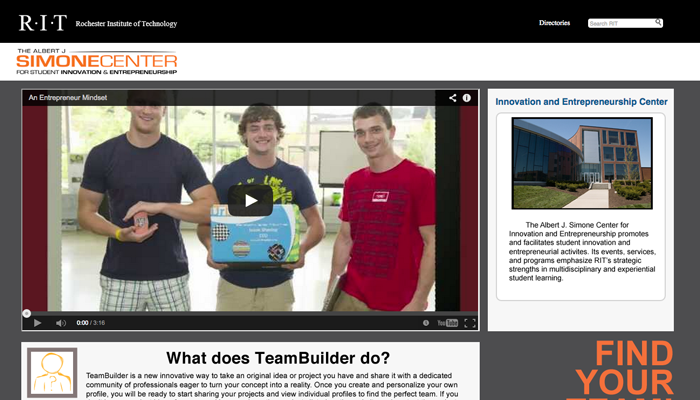 R·I·T
Rochester Institute of Technology
Directories
Search RIT
THE ALBERT J
SIMONECENTER
FOR STUDENT INNOVATION & ENTREPRENEURSHIP
An Entrepreneur Mindset
0:00 / 3:16
YouTube
Innovation and Entrepreneurship Center
The Albert J. Simone Center for
Innovation and Entrepreneurship promotes
and facilitates student innovation and
entrepreneurial activites. Its events, services,
and programs emphasize RIT's strategic
strengths in multidisciplinary and experiential
student learning.
What does TeamBuilder do?
TeamBuilder is a new innovative way to take an original idea or project you have and share it with a dedicated
community of professionals eager to turn your concept into a reality. Once you create and personalize your own
profile, you will be ready to start sharing your projects and view individual profiles to find the perfect team. If you
FIND
YOUR
TEAM!